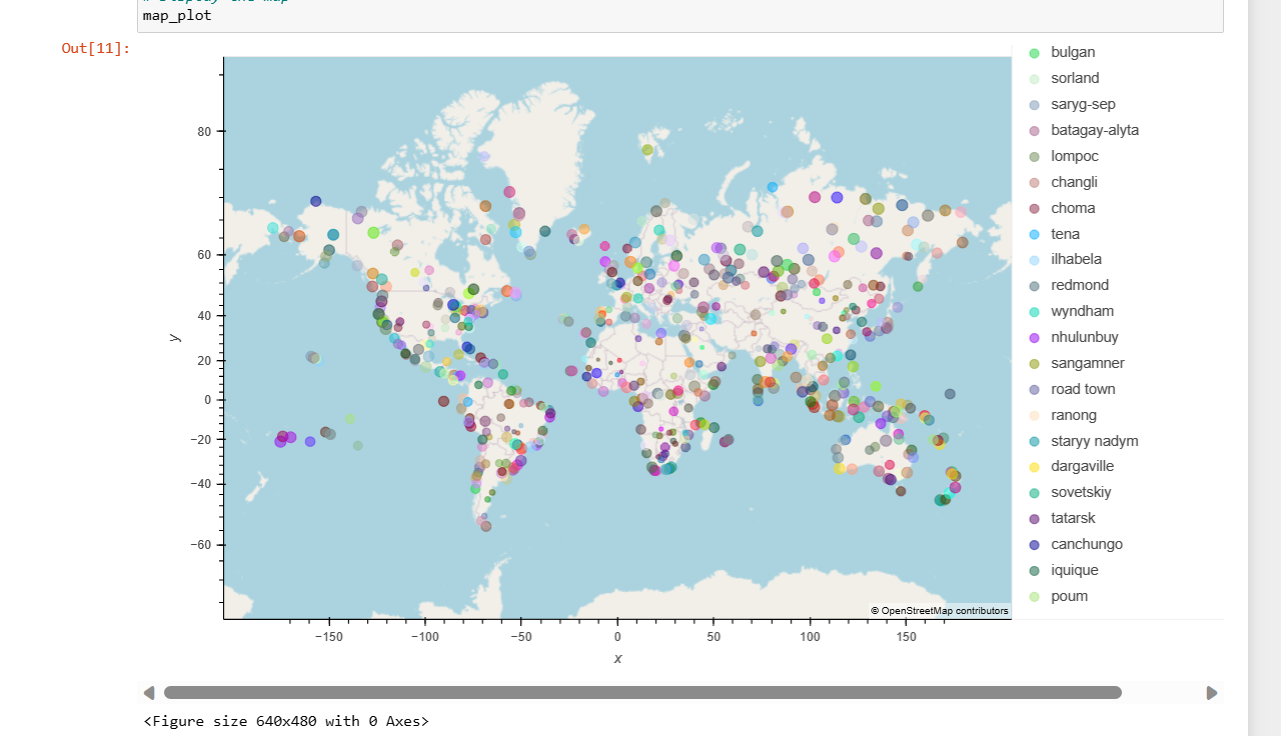 # Display the map
map_plot
Out[11]:
bulgan
sorland
saryg-sep
batagay-alyta
lompoc
changli
choma
tena
ilhabela
redmond
wyndham
nhulunbuy
sangamner
road town
ranong
staryy nadym
dargaville
sovetskiy
tatarsk
canchungo
iquique
poum
80
60
40
20
0
−20
−40
−60
y
© OpenStreetMap contributors
−150 −100 −50 0 50 100 150
x
<Figure size 640x480 with 0 Axes>